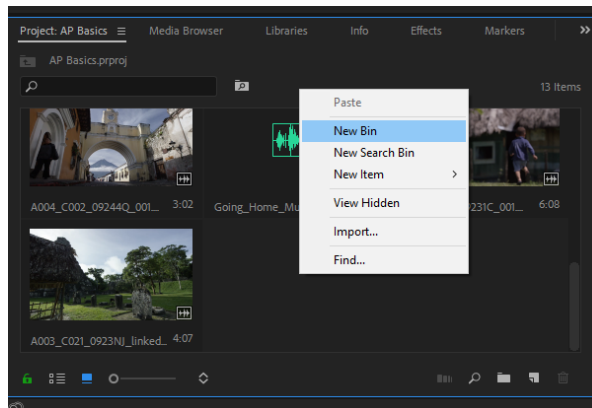 Project: AP Basics
Media Browser
Libraries
Info
Effects
Markers
AP Basics.prproj
13 Items
Paste
New Bin
New Search Bin
New Item
View Hidden
Import...
Find...
A004_C002_09244Q_001... 3:02
Going_Home_Mu
231C_001... 6:08
A003_C021_0923NJ_linked... 4:07